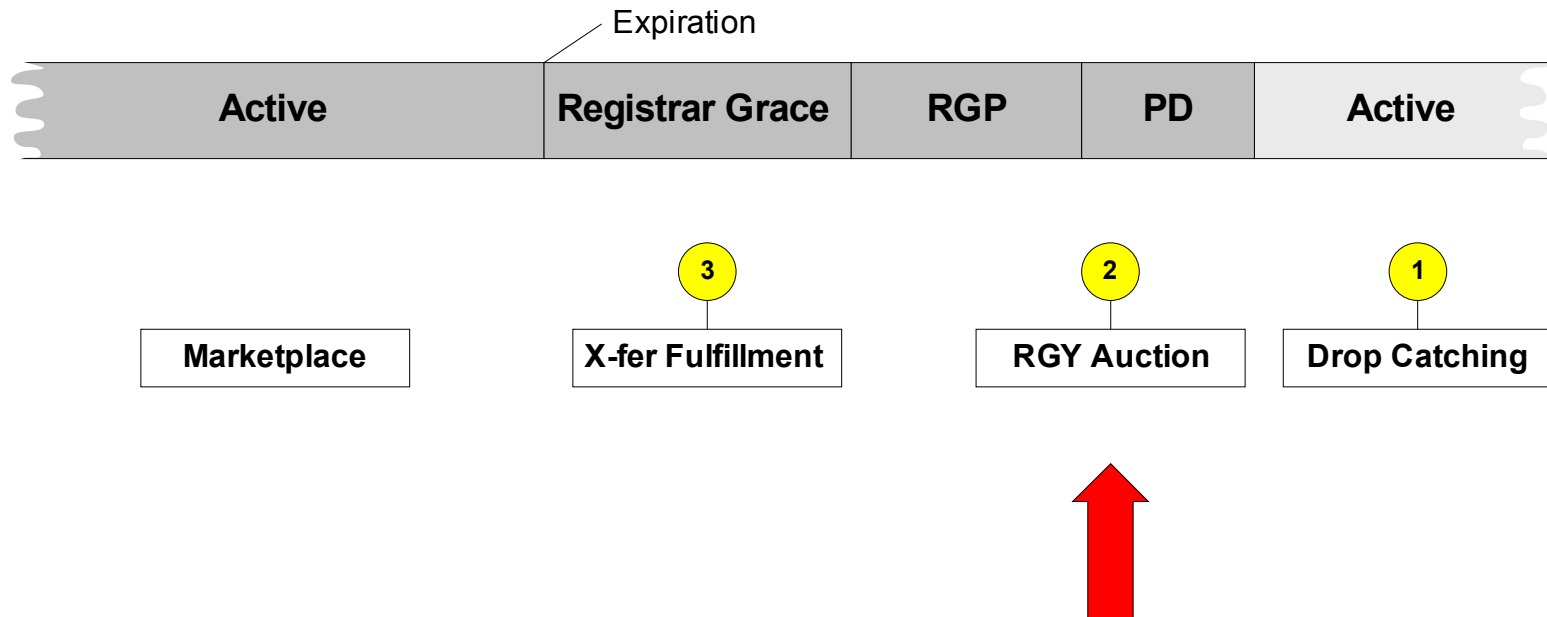 Expiration
Active Registrar Grace RGP PD Active
3 2 1
Marketplace X-fer Fulfillment RGY Auction Drop Catching